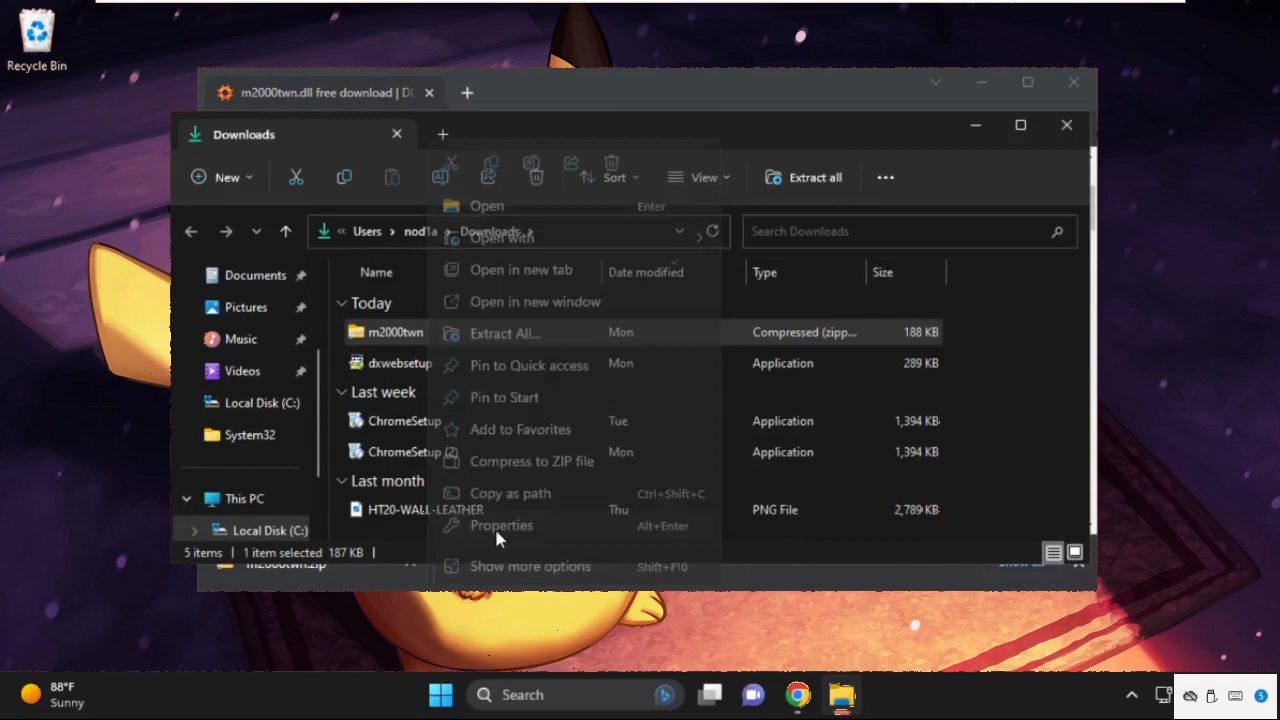 Recycle Bin
m2000twn.dll free download | DL
Downloads
New
Sort
View
Extract all
Users
nod1a
Downloads
Search Downloads
Open Enter
Open with
Open in new tab
Open in new window
Extract All...
Pin to Quick access
Pin to Start
Add to Favorites
Compress to ZIP file
Copy as path Ctrl+Shift+C
Properties Alt+Enter
Show more options Shift+F10
Documents
Pictures
Music
Videos
Local Disk (C:)
System32
This PC
Local Disk (C:)
Name Date modified Type Size
Today
m2000twn Mon Compressed (zipp... 188 KB
dxwebsetup Mon Application 289 KB
Last week
ChromeSetup Tue Application 1,394 KB
ChromeSetup (2) Mon Application 1,394 KB
Last month
HT20-WALL-LEATHER Thu PNG File 2,789 KB
5 items 1 item selected 187 KB
m2000twn.zip
88°F
Sunny
Search
5